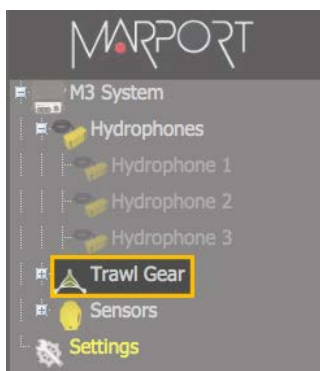 MARPORT
M3 System
Hydrophones
Hydrophone 1
Hydrophone 2
Hydrophone 3
Trawl Gear
Sensors
Settings